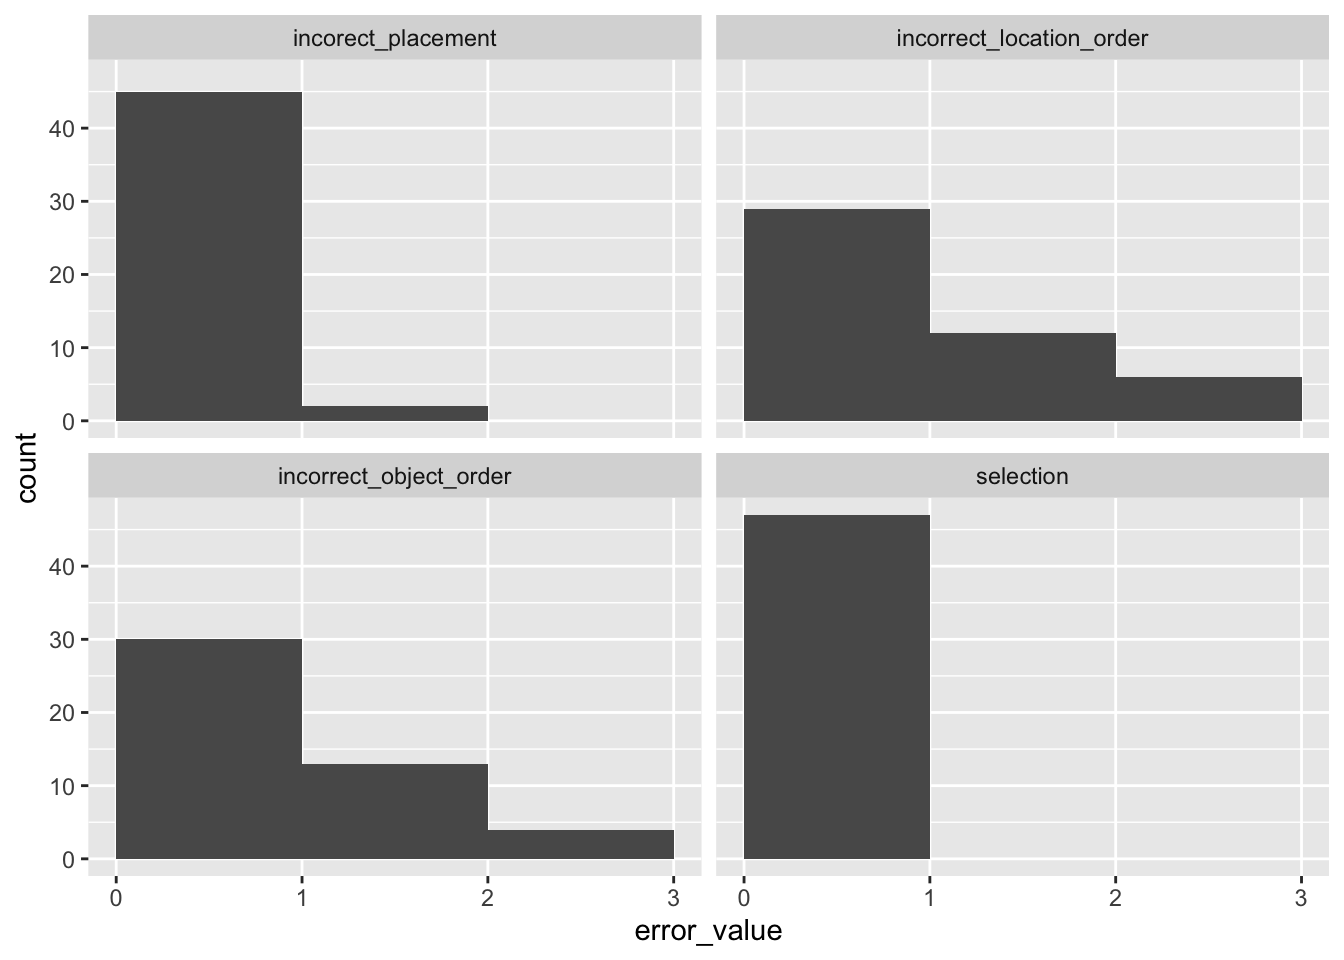 incorect_placement
incorrect_location_order
40
30
20
10
0
count
incorrect_object_order
selection
40
30
20
10
0
0 1 2 3
0 1 2 3
error_value